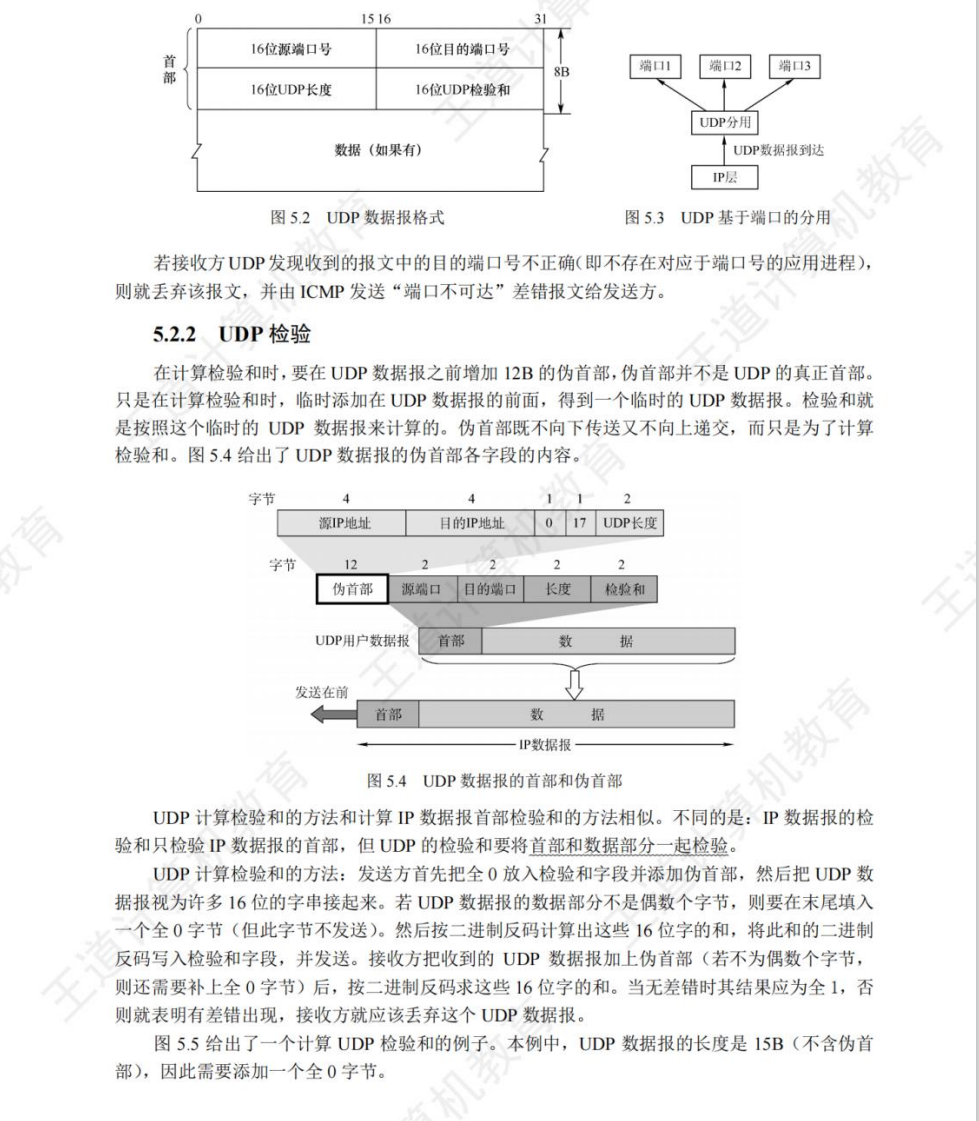 0 15 16 31
首部
16位源端口号 16位目的端口号
16位UDP长度 16位UDP检验和
8B
数据（如果有）
端口1 端口2 端口3
UDP分用
UDP数据报到达
IP层
图 5.2 UDP 数据报格式 图 5.3 UDP 基于端口的分用
若接收方 UDP 发现收到的报文中的目的端口号不正确（即不存在对应于端口号的应用进程），
则就丢弃该报文，并由 ICMP 发送“端口不可达”差错报文给发送方。
5.2.2 UDP 检验
在计算检验和时，要在 UDP 数据报之前增加 12B 的伪首部，伪首部并不是 UDP 的真正首部。
只是在计算检验和时，临时添加在 UDP 数据报的前面，得到一个临时的 UDP 数据报。检验和就
是按照这个临时的 UDP 数据报来计算的。伪首部既不向下传送又不向上递交，而只是为了计算
检验和。图 5.4 给出了 UDP 数据报的伪首部各字段的内容。
字节 4 4 1 1 2
源IP地址 目的IP地址 0 17 UDP长度
字节 12 2 2 2 2
伪首部 源端口 目的端口 长度 检验和
UDP用户数据报 首部 数 据
发送在前
首部 数 据
IP数据报
图 5.4 UDP 数据报的首部和伪首部
UDP 计算检验和的方法和计算 IP 数据报首部检验和的方法相似。不同的是：IP 数据报的检
验和只检验 IP 数据报的首部，但 UDP 的检验和要将首部和数据部分一起检验。
UDP 计算检验和的方法：发送方首先把全 0 放入检验和字段并添加伪首部，然后把 UDP 数
据报视为许多 16 位的字串接起来。若 UDP 数据报的数据部分不是偶数个字节，则要在末尾填入
一个全 0 字节（但此字节不发送）。然后按二进制反码计算出这些 16 位字的和，将此和的二进制
反码写入检验和字段，并发送。接收方把收到的 UDP 数据报加上伪首部（若不为偶数个字节，
则还需要补上全 0 字节）后，按二进制反码求这些 16 位字的和。当无差错时其结果应为全 1，否
则就表明有差错出现，接收方就应该丢弃这个 UDP 数据报。
图 5.5 给出了一个计算 UDP 检验和的例子。本例中，UDP 数据报的长度是 15B（不含伪首
部），因此需要添加一个全 0 字节。
王道计算机教育
王道计算机教育
王道计算机教育
王道计算机教育
王道计算机教育